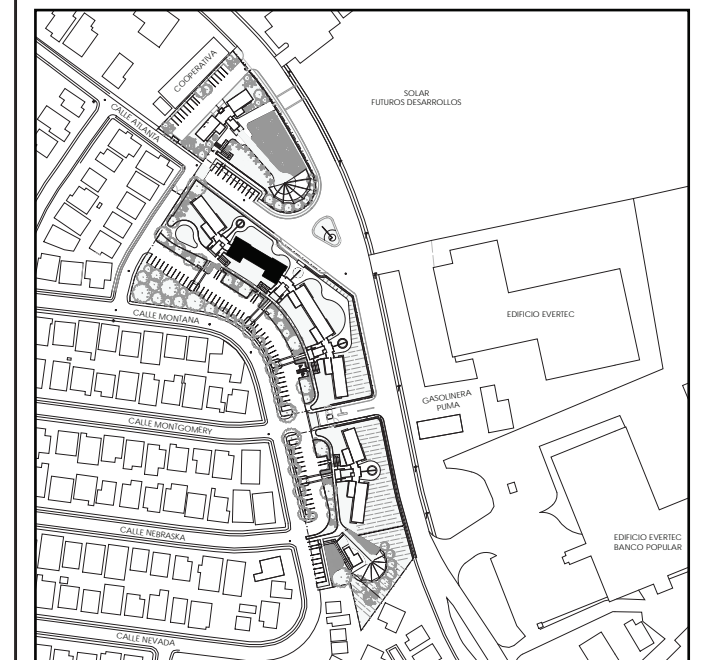 COOPERATIVA
SOLAR
FUTUROS DESARROLLOS
CALLE ATLANTA
CALLE MONTANA
EDIFICIO EVERTEC
GASOLINERA
PUMA
CALLE MONTGOMERY
CALLE NEBRASKA
EDIFICIO EVERTEC
BANCO POPULAR
CALLE NEVADA